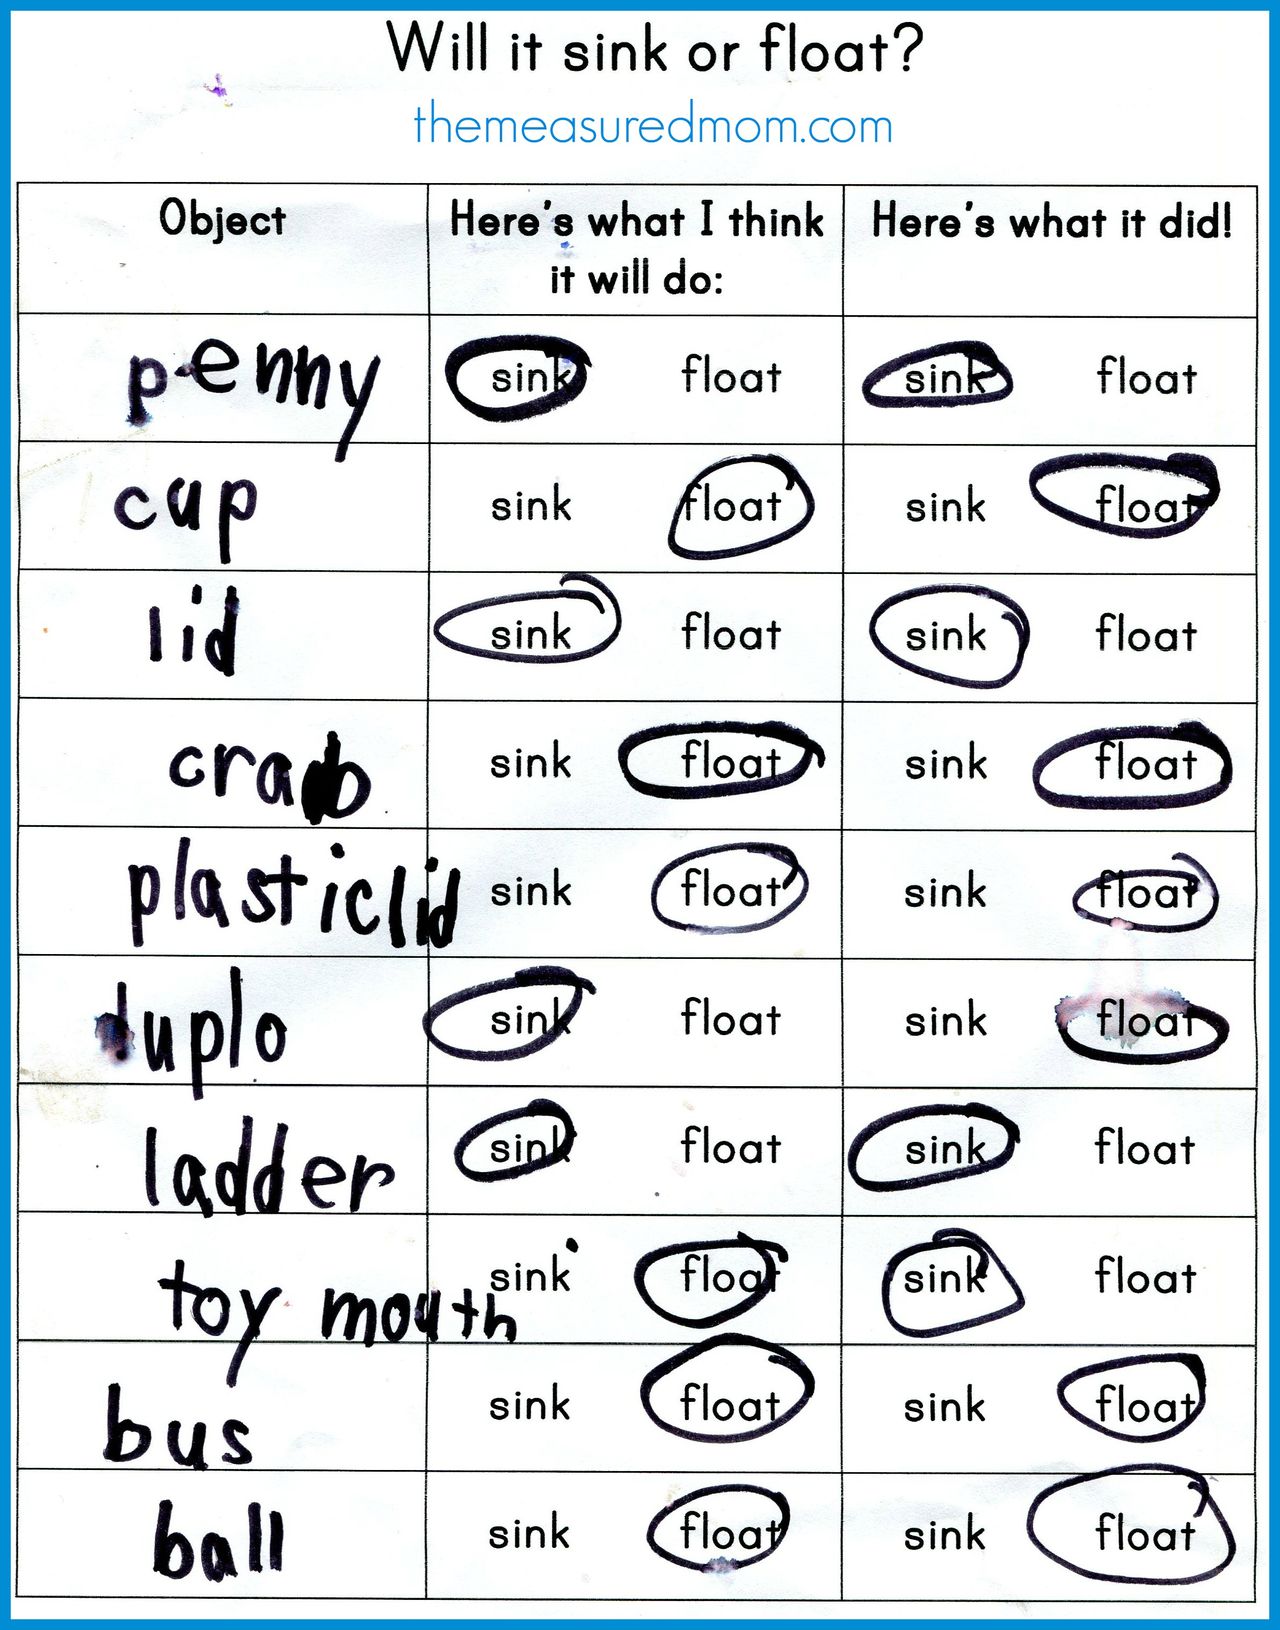 Will it sink or float?
themeasuredmom.com
Object Here's what I think it will do: Here's what it did!
penny sink float sink float
cup sink float sink float
lid sink float sink float
crab sink float sink float
plastic lid sink float sink float
duplo sink float sink float
ladder sink float sink float
toy mouth sink float sink float
bus sink float sink float
ball sink float sink float